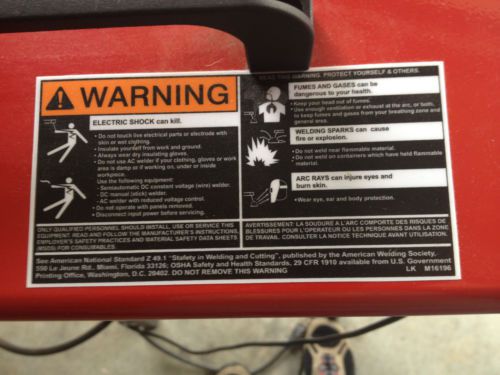 READ THIS WARNING. PROTECT YOURSELF & OTHERS.
WARNING
ELECTRIC SHOCK can kill.
• Do not touch live electrical parts or electrode with
skin or wet clothing.
• Insulate yourself from work and ground.
• Always wear dry insulating gloves.
• Do not use AC welder if your clothing, gloves or work
area is damp or if working on, under or inside
workpiece.
Use the following equipment:
- Semiautomatic DC constant voltage (wire) welder.
- DC manual (stick) welder.
- AC welder with reduced voltage control.
• Do not operate with panels removed.
• Disconnect input power before servicing.
FUMES AND GASES can be
dangerous to your health.
• Keep your head out of fumes.
• Use enough ventilation or exhaust at the arc, or both,
to keep fumes and gases from your breathing zone and
general area.
WELDING SPARKS can cause
fire or explosion.
• Do not weld near flammable material.
• Do not weld on containers which have held flammable
material.
ARC RAYS can injure eyes and
burn skin.
• Wear eye, ear and body protection.
ONLY QUALIFIED PERSONNEL SHOULD INSTALL, USE OR SERVICE THIS
EQUIPMENT. READ AND FOLLOW THE MANUFACTURER'S INSTRUCTIONS,
EMPLOYER'S SAFETY PRACTICES AND MATERIAL SAFETY DATA SHEETS
(MSDS) FOR CONSUMABLES.
AVERTISSEMENT: LA SOUDURE A L'ARC COMPORTE DES RISQUES DE
BLESSURES POUR L'OPERATEUR OU LES PERSONNES DANS LA ZONE
DE TRAVAIL. CONSULTER LA NOTICE TECHNIQUE AVANT UTILISATION.
See American National Standard Z 49.1 "Stafety in Welding and Cutting", published by the American Welding Society,
550 Le Jeune Rd., Miami, Florida 33126; OSHA Safety and Health Standards, 29 CFR 1910 available from U.S. Government
Printing Office, Washington, D.C. 20402. DO NOT REMOVE THIS WARNING
LK M16196